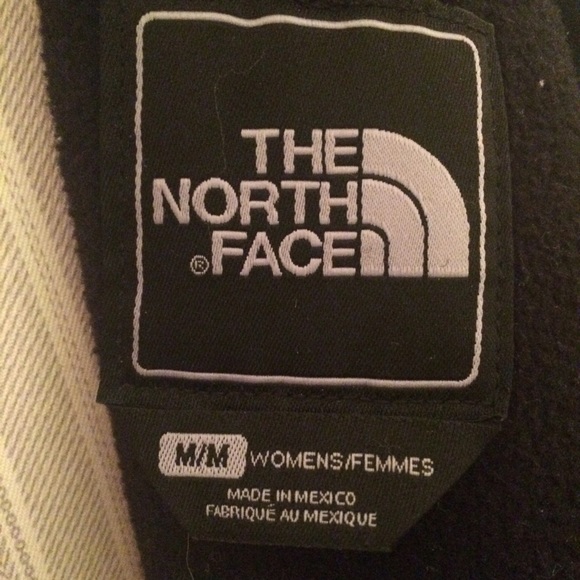 THE
NORTH
® FACE
M/M WOMENS/FEMMES
MADE IN MEXICO
FABRIQUÉ AU MEXIQUE